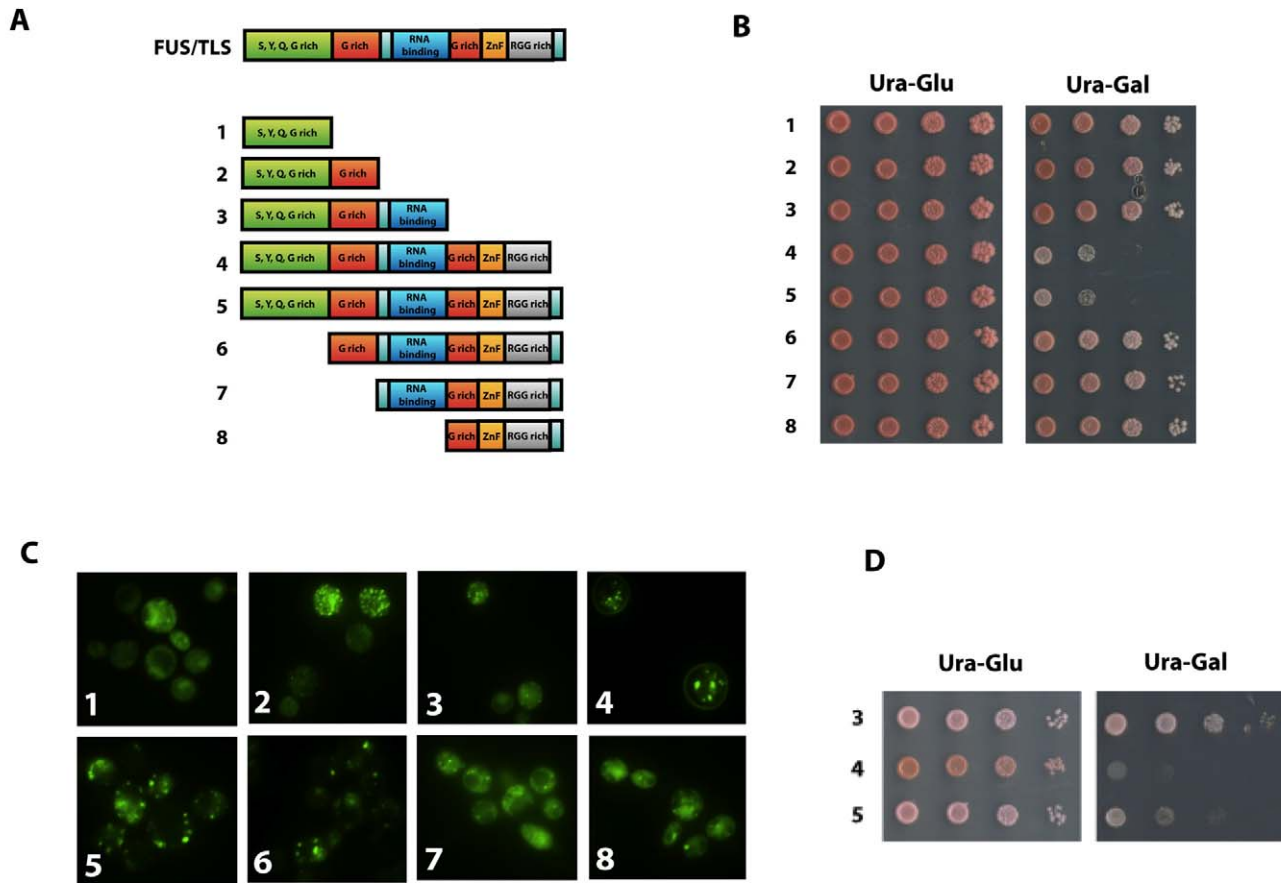 A
FUS/TLS
S, Y, Q, G rich G rich RNA binding G rich ZnF RGG rich
1
S, Y, Q, G rich
2
S, Y, Q, G rich G rich
3
S, Y, Q, G rich G rich RNA binding
4
S, Y, Q, G rich G rich RNA binding G rich ZnF RGG rich
5
S, Y, Q, G rich G rich RNA binding G rich ZnF RGG rich
6
G rich RNA binding G rich ZnF RGG rich
7
RNA binding G rich ZnF RGG rich
8
G rich ZnF RGG rich
B
Ura-Glu Ura-Gal
1
2
3
4
5
6
7
8
C
1 2 3 4
5 6 7 8
D
Ura-Glu Ura-Gal
3
4
5